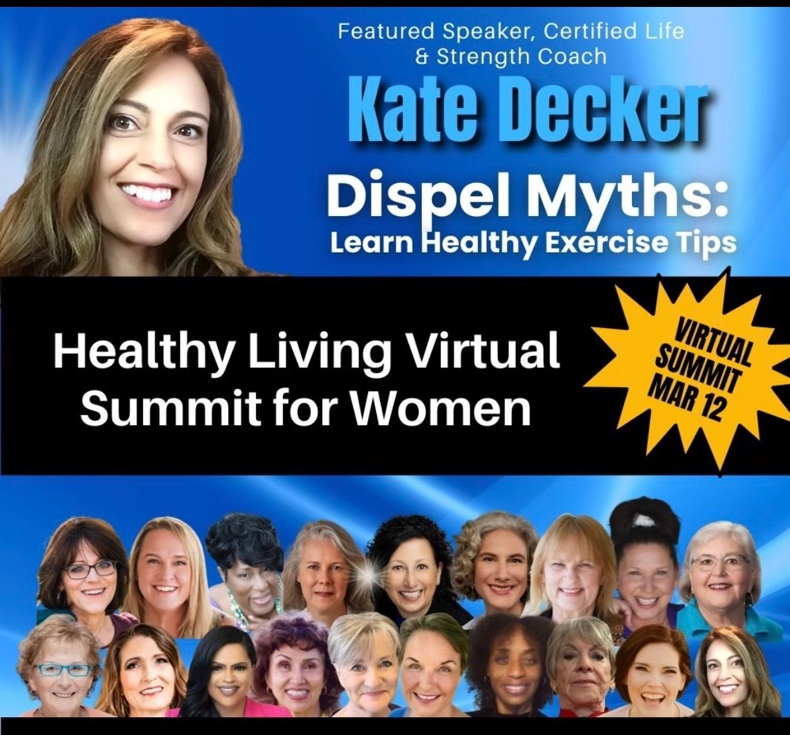 Featured Speaker, Certified Life
& Strength Coach
Kate Decker
Dispel Myths:
Learn Healthy Exercise Tips
Healthy Living Virtual
Summit for Women
VIRTUAL
SUMMIT
MAR 12